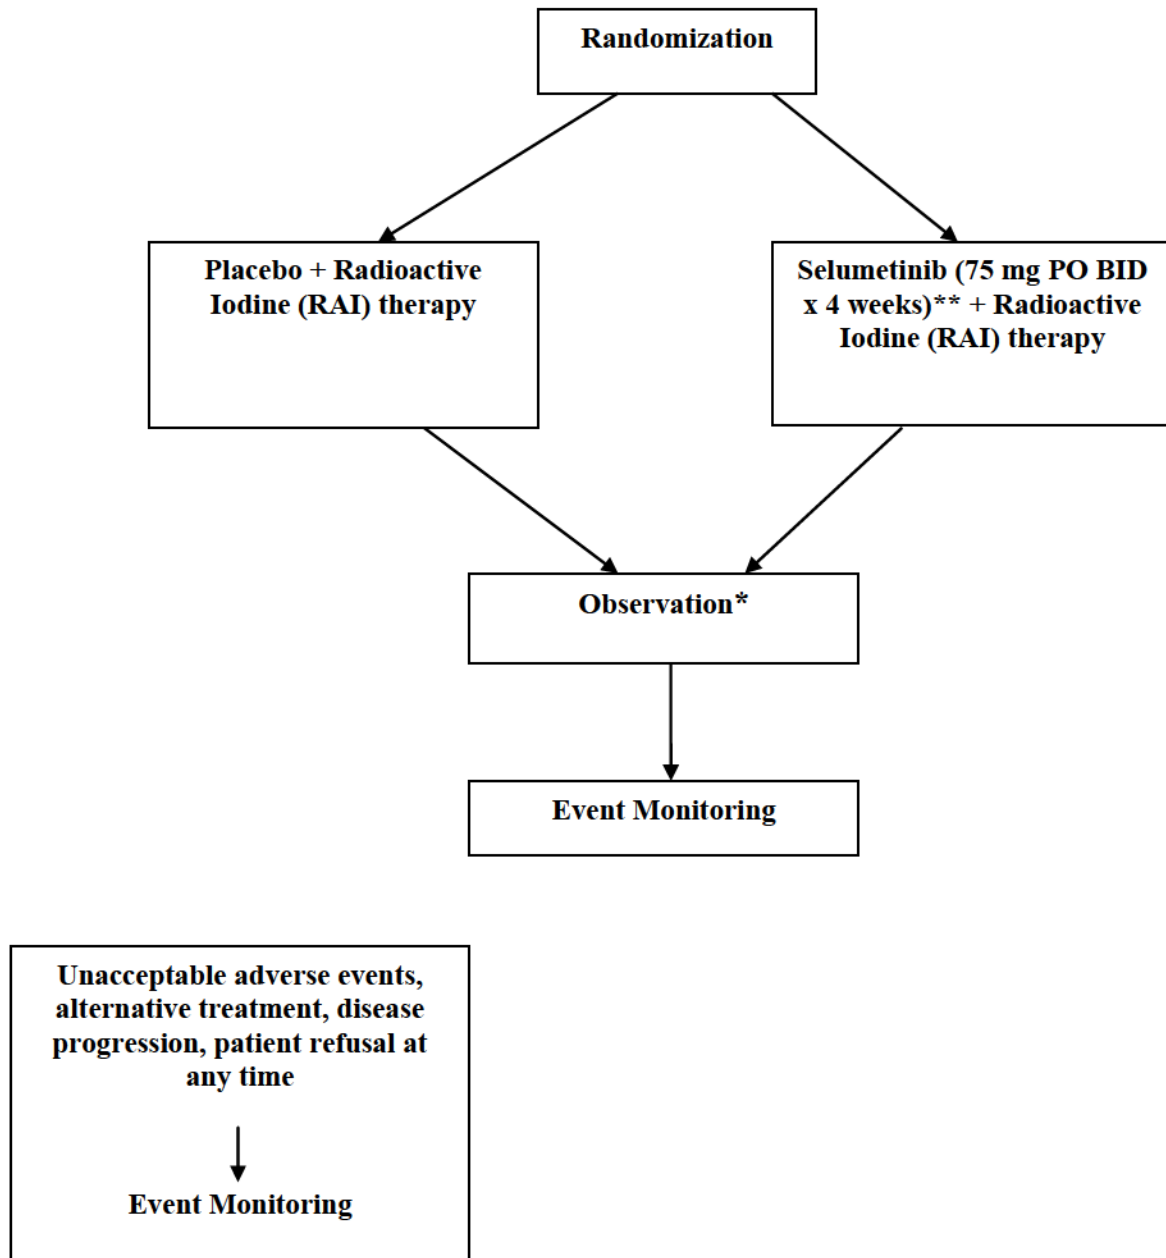 Randomization
Placebo + Radioactive
Iodine (RAI) therapy
Selumetinib (75 mg PO BID
x 4 weeks)** + Radioactive
Iodine (RAI) therapy
Observation*
Event Monitoring
Unacceptable adverse events,
alternative treatment, disease
progression, patient refusal at
any time
Event Monitoring